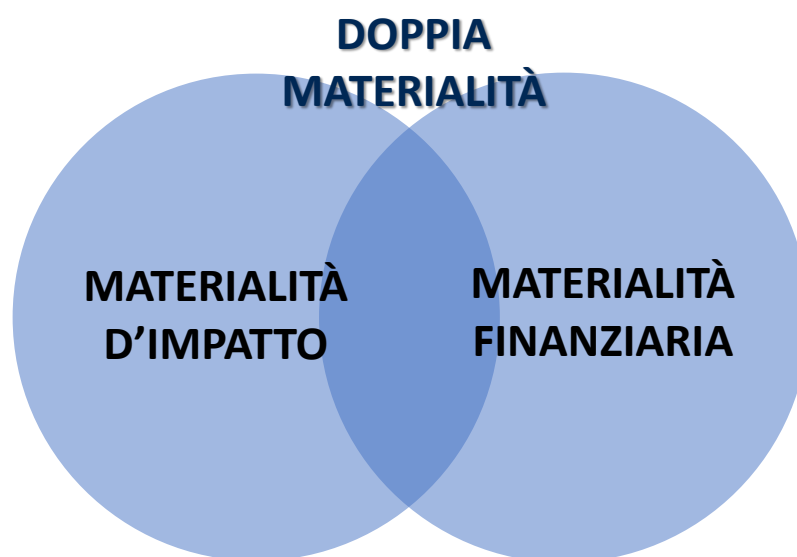 DOPPIA
MATERIALITÀ
MATERIALITÀ
D’IMPATTO
MATERIALITÀ
FINANZIARIA